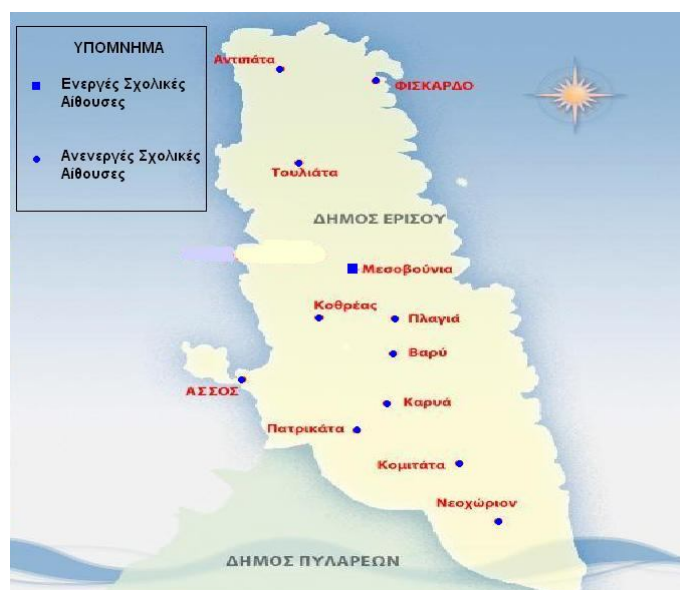 ΥΠΟΜΝΗΜΑ
Ενεργές Σχολικές
Αίθουσες
Ανενεργές Σχολικές
Αίθουσες
Αντιπάτα
ΦΙΣΚΑΡΔΟ
Τουλιάτα
ΔΗΜΟΣ ΕΡΙΣΟΥ
Μεσοβούνια
Κοθρέας
Πλαγιά
Βαρύ
ΑΣΣΟΣ
Καρυά
Πατρικάτα
Κομιτάτα
Νεοχώριον
ΔΗΜΟΣ ΠΥΛΑΡΕΩΝ